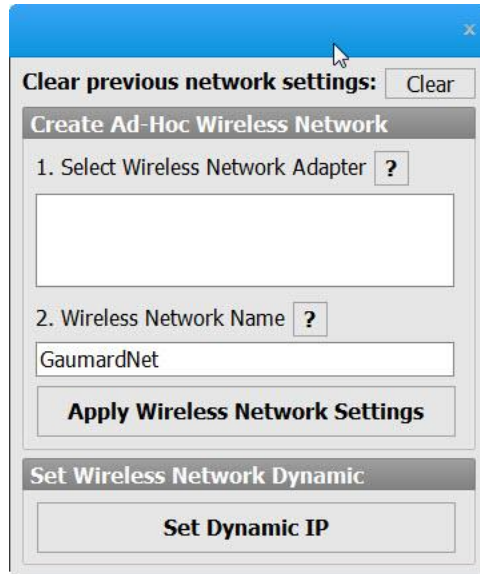 x
Clear previous network settings: Clear
Create Ad-Hoc Wireless Network
1. Select Wireless Network Adapter ?
2. Wireless Network Name ?
GaumardNet
Apply Wireless Network Settings
Set Wireless Network Dynamic
Set Dynamic IP